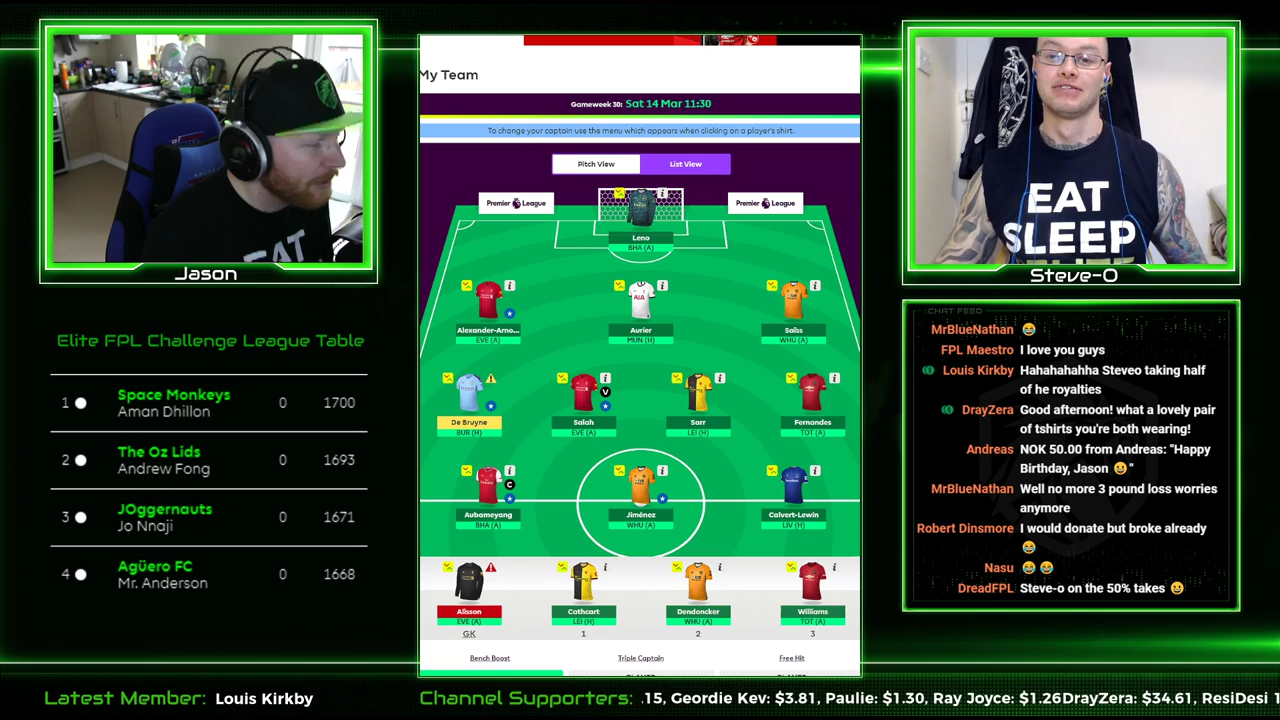 My Team
Gameweek 30: Sat 14 Mar 11:30
To change your captain use the menu which appears when clicking on a player's shirt.
Pitch View
List View
Premier League
Premier League
Leno
BHA (A)
Alexander-Arno...
EVE (A)
AIA
Aurier
MUN (H)
Saïss
WHU (A)
De Bruyne
BUR (H)
V
Salah
EVE (A)
Sarr
LEI (H)
Fernandes
TOT (A)
C
Aubameyang
BHA (A)
Jiménez
WHU (A)
Calvert-Lewin
LIV (H)
Alisson
EVE (A)
GK
Cathcart
LEI (H)
1
Dendoncker
WHU (A)
2
Williams
TOT (A)
3
Bench Boost
Triple Captain
Free Hit
EAT
Jason
EAT
SLEEP
Steve-O
Elite FPL Challenge League Table
1 Space Monkeys 0 1700
Aman Dhillon
2 The Oz Lids 0 1693
Andrew Fong
3 JOggernauts 0 1671
Jo Nnaji
4 Agüero FC 0 1668
Mr. Anderson
CHAT FEED
MrBlueNathan 😂
FPL Maestro I love you guys
Louis Kirkby Hahahahahha Steveo taking half
of he royalties
DrayZera Good afternoon! what a lovely pair
of tshirts you're both wearing!
Andreas NOK 50.00 from Andreas: "Happy
Birthday, Jason 😀"
MrBlueNathan Well no more 3 pound loss worries
anymore
Robert Dinsmore I would donate but broke already
😂
Nasu 😂 😂
DreadFPL Steve-o on the 50% takes 😀
Latest Member: Louis Kirkby
Channel Supporters: .15, Geordie Kev: $3.81, Paulie: $1.30, Ray Joyce: $1.26DrayZera: $34.61, ResiDesi 1